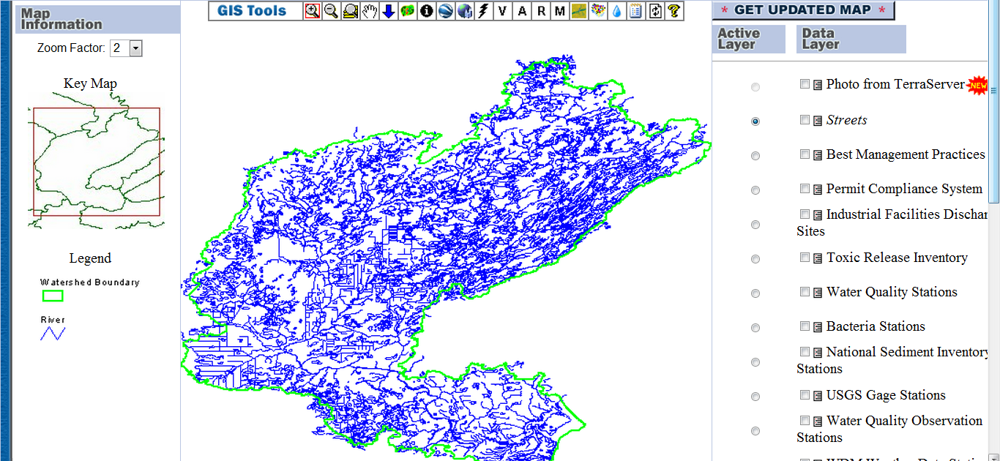 Map
Information
Zoom Factor: 2
Key Map
Legend
Watershed Boundary
River
GIS Tools
V A R M
* GET UPDATED MAP *
Active
Layer
Data
Layer
Photo from TerraServer NEW
Streets
Best Management Practices
Permit Compliance System
Industrial Facilities Dischar
Sites
Toxic Release Inventory
Water Quality Stations
Bacteria Stations
National Sediment Inventory
Stations
USGS Gage Stations
Water Quality Observation
Stations